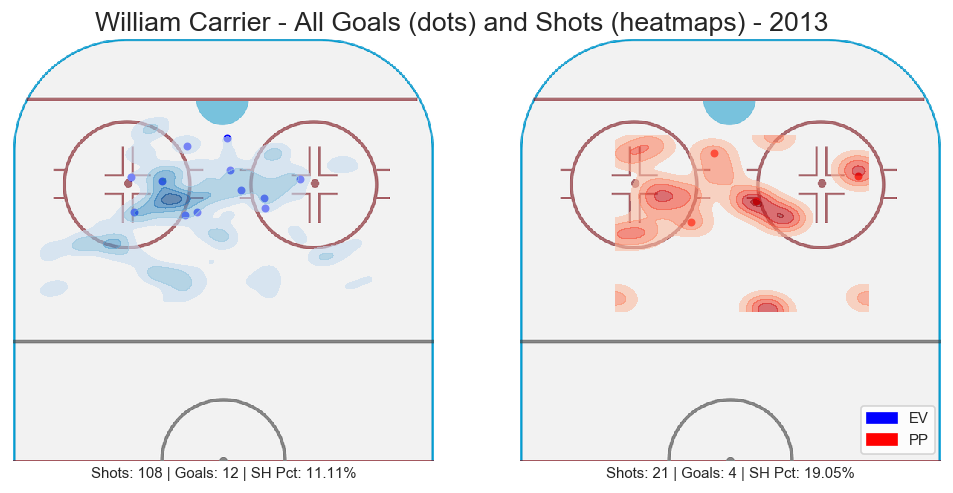 William Carrier - All Goals (dots) and Shots (heatmaps) - 2013
EV
PP
Shots: 108 | Goals: 12 | SH Pct: 11.11%
Shots: 21 | Goals: 4 | SH Pct: 19.05%